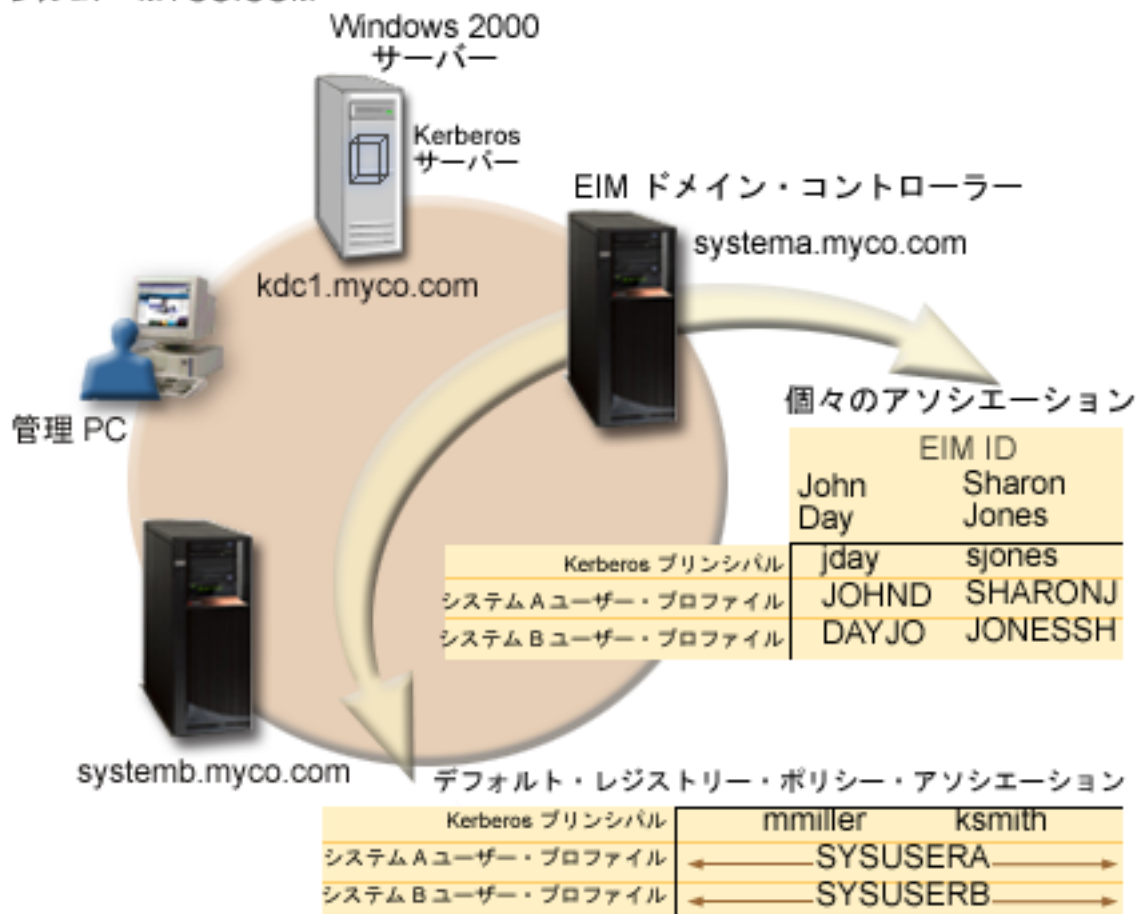 Windows 2000
サーバー
Kerberos
サーバー
kdc1.myco.com
EIM ドメイン・コントローラー
systema.myco.com
管理 PC
個々のアソシエーション
EIM ID
John Sharon
Day Jones
Kerberos プリンシパル jday sjones
システム A ユーザー・プロファイル JOHND SHARONJ
システム B ユーザー・プロファイル DAYJO JONESSH
systemb.myco.com
デフォルト・レジストリー・ポリシー・アソシエーション
Kerberos プリンシパル mmiller ksmith
システム A ユーザー・プロファイル SYSUSERA
システム B ユーザー・プロファイル SYSUSERB